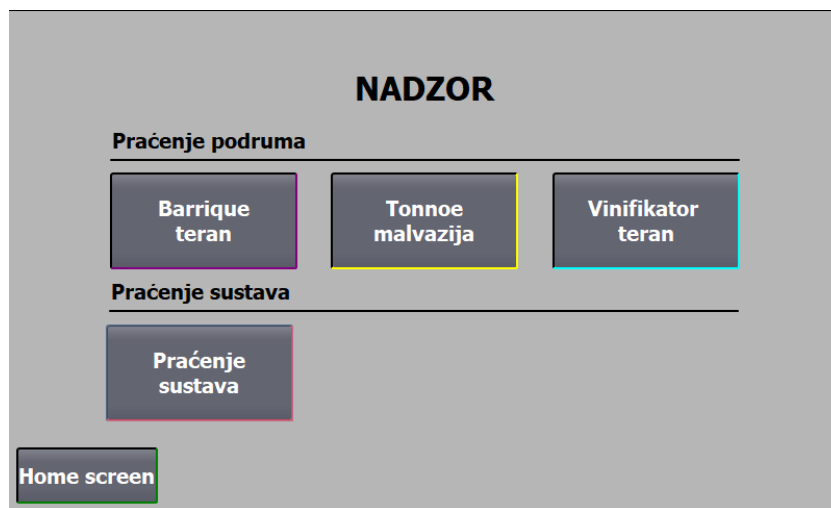 NADZOR
Praćenje podruma
Barrique
teran
Tonnoe
malvazija
Vinifikator
teran
Praćenje sustava
Praćenje
sustava
Home screen